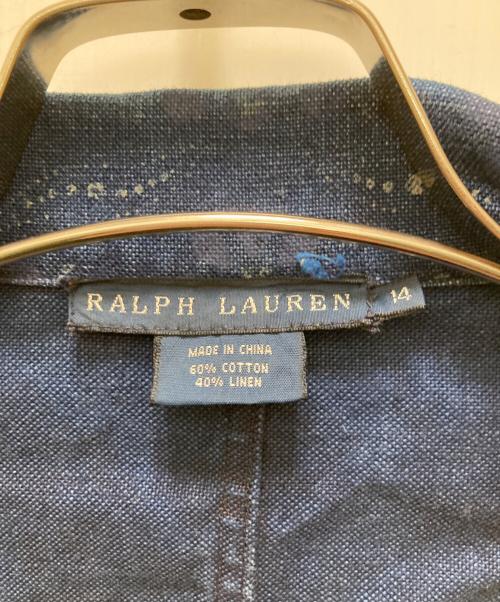 RALPH LAUREN 14
MADE IN CHINA
60% COTTON
40% LINEN